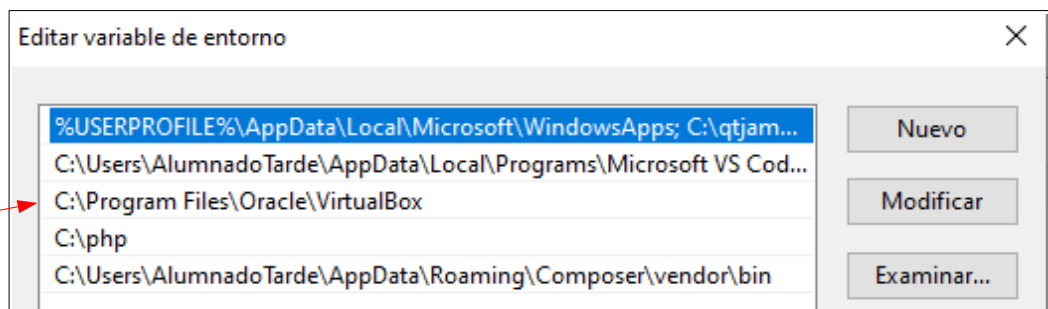 Editar variable de entorno
%USERPROFILE%\AppData\Local\Microsoft\WindowsApps; C:\qtjam...
Nuevo
C:\Users\AlumnadoTarde\AppData\Local\Programs\Microsoft VS Cod...
C:\Program Files\Oracle\VirtualBox
Modificar
C:\php
C:\Users\AlumnadoTarde\AppData\Roaming\Composer\vendor\bin
Examinar...